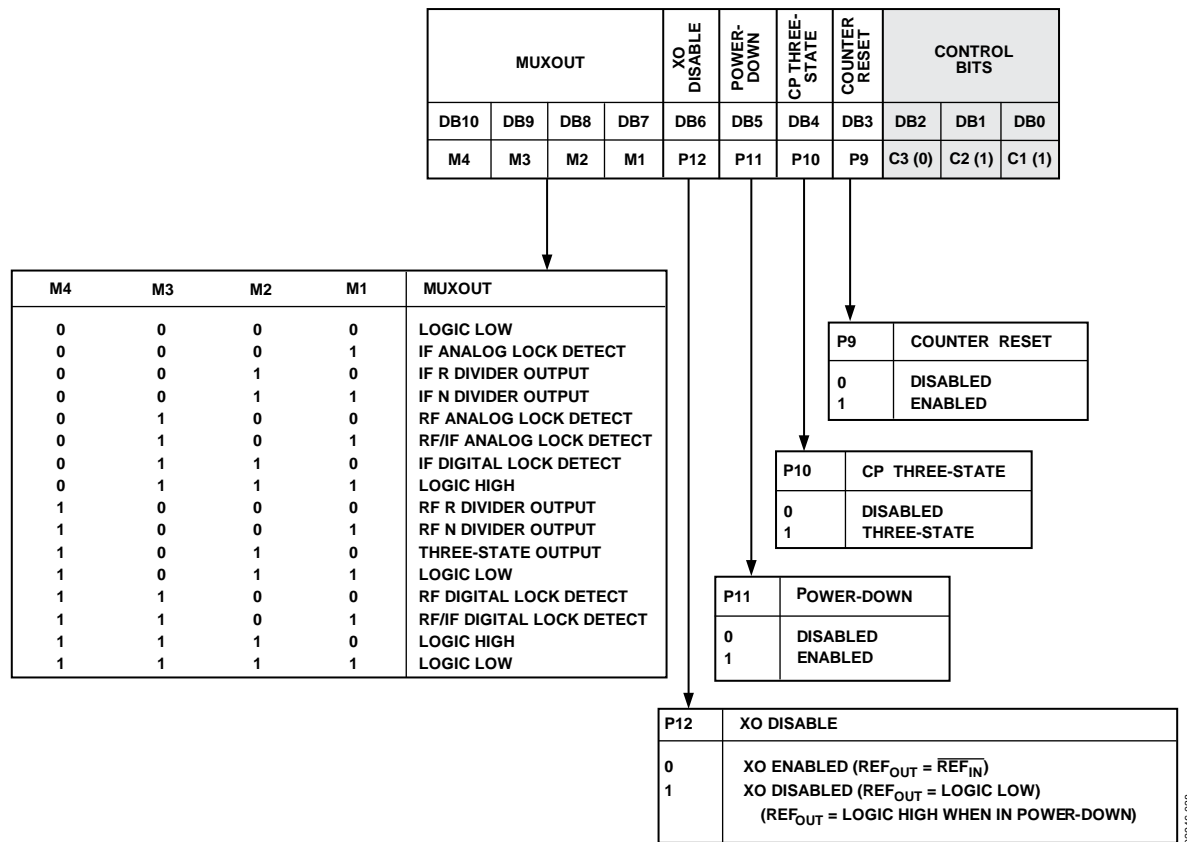 MUXOUT
XO DISABLE
POWER-DOWN
CP THREE-STATE
COUNTER RESET
CONTROL BITS
DB10 DB9 DB8 DB7 DB6 DB5 DB4 DB3 DB2 DB1 DB0
M4 M3 M2 M1 P12 P11 P10 P9 C3 (0) C2 (1) C1 (1)
M4 M3 M2 M1 MUXOUT
0 0 0 0 LOGIC LOW
0 0 0 1 IF ANALOG LOCK DETECT
0 0 1 0 IF R DIVIDER OUTPUT
0 0 1 1 IF N DIVIDER OUTPUT
0 1 0 0 RF ANALOG LOCK DETECT
0 1 0 1 RF/IF ANALOG LOCK DETECT
0 1 1 0 IF DIGITAL LOCK DETECT
0 1 1 1 LOGIC HIGH
1 0 0 0 RF R DIVIDER OUTPUT
1 0 0 1 RF N DIVIDER OUTPUT
1 0 1 0 THREE-STATE OUTPUT
1 0 1 1 LOGIC LOW
1 1 0 0 RF DIGITAL LOCK DETECT
1 1 0 1 RF/IF DIGITAL LOCK DETECT
1 1 1 0 LOGIC HIGH
1 1 1 1 LOGIC LOW
P9 COUNTER RESET
0 DISABLED
1 ENABLED
P10 CP THREE-STATE
0 DISABLED
1 THREE-STATE
P11 POWER-DOWN
0 DISABLED
1 ENABLED
P12 XO DISABLE
0 XO ENABLED (REFOUT = R̅E̅F̅I̅N̅)
1 XO DISABLED (REFOUT = LOGIC LOW)
(REFOUT = LOGIC HIGH WHEN IN POWER-DOWN)